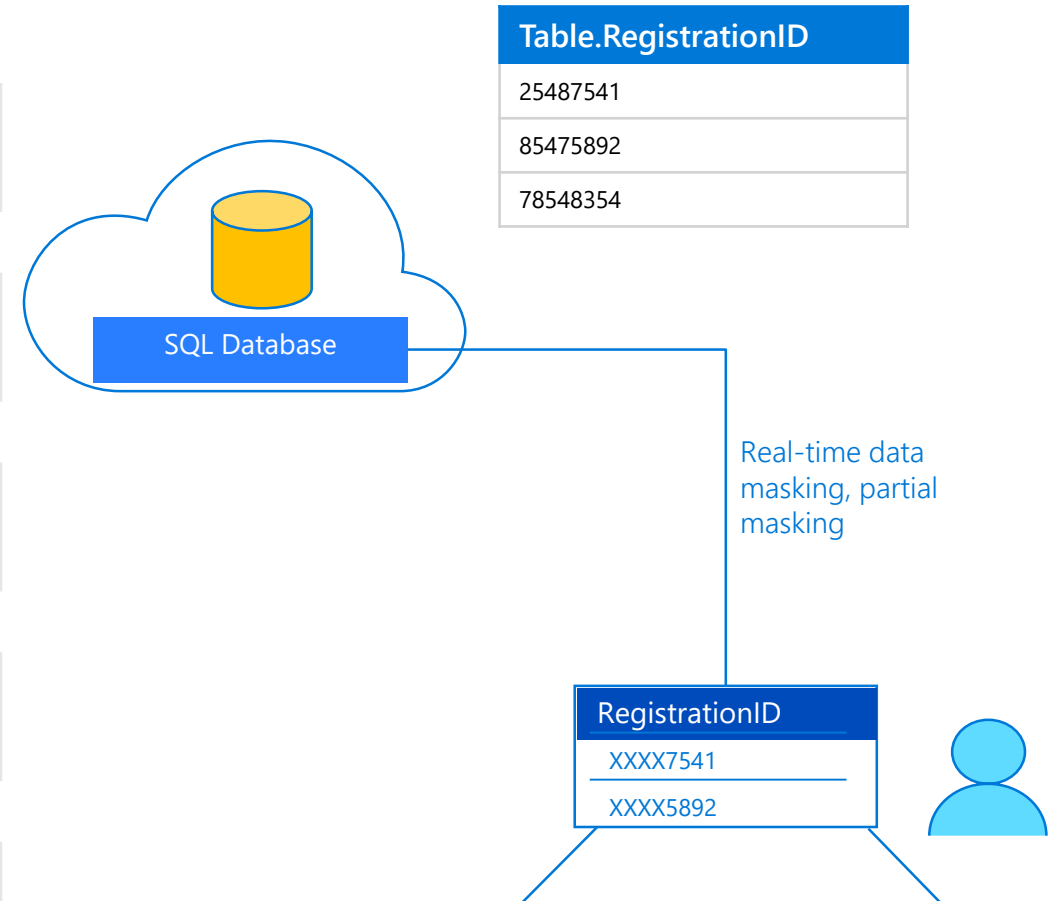 Table.RegistrationID
25487541
85475892
78548354
SQL Database
Real-time data
masking, partial
masking
RegistrationID
XXXX7541
XXXX5892